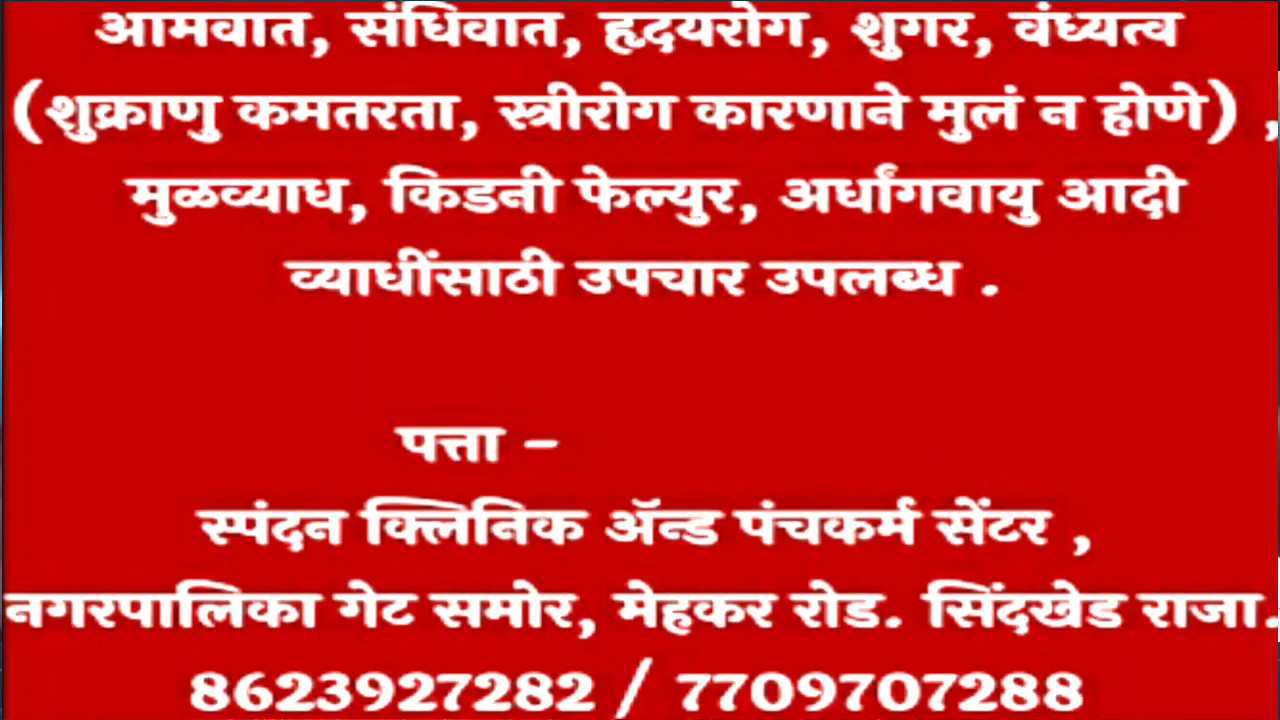 आमवात, संधिवात, हृदयरोग, शुगर, वंध्यत्व
(शुक्राणु कमतरता, स्त्रीरोग कारणाने मुलं न होणे) ,
मुळव्याध, किडनी फेल्युर, अर्धांगवायु आदी
व्याधींसाठी उपचार उपलब्ध .
पत्ता –
स्पंदन क्लिनिक ॲन्ड पंचकर्म सेंटर ,
नगरपालिका गेट समोर, मेहकर रोड. सिंदखेड राजा.
8623927282 / 7709707288